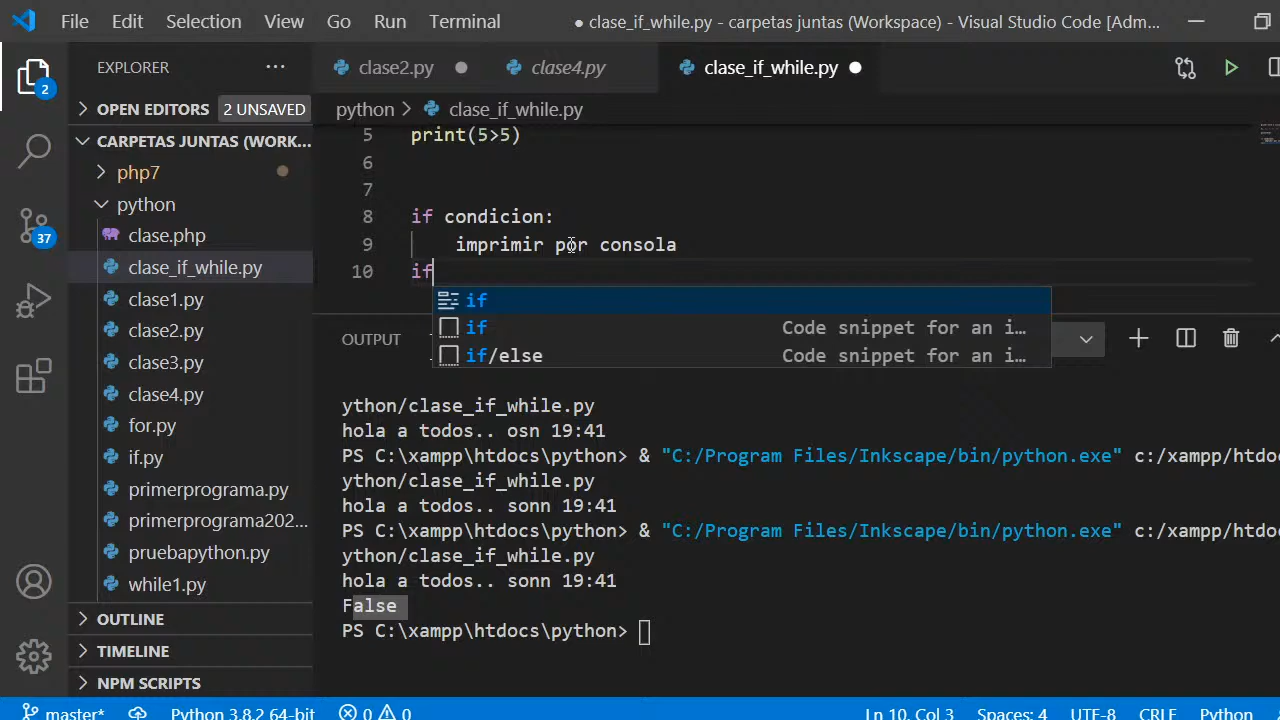 File Edit Selection View Go Run Terminal ● clase_if_while.py - carpetas juntas (Workspace) - Visual Studio Code [Adm...
EXPLORER ... clase2.py ● clase4.py clase_if_while.py ●
2
OPEN EDITORS 2 UNSAVED python > clase_if_while.py
CARPETAS JUNTAS (WORK... 5 print(5>5)
php7 6
python 7
clase.php 8 if condicion:
37
clase_if_while.py 9 imprimir por consola
10 if
clase1.py if
clase2.py if Code snippet for an i...
OUTPUT
clase3.py if/else Code snippet for an i...
clase4.py
ython/clase_if_while.py
for.py hola a todos.. osn 19:41
if.py PS C:\xampp\htdocs\python> & "C:/Program Files/Inkscape/bin/python.exe" c:/xampp/htdo
ython/clase_if_while.py
primerprograma.py hola a todos.. sonn 19:41
primerprograma202... PS C:\xampp\htdocs\python> & "C:/Program Files/Inkscape/bin/python.exe" c:/xampp/htdo
pruebapython.py ython/clase_if_while.py
while1.py hola a todos.. sonn 19:41
OUTLINE False
PS C:\xampp\htdocs\python>
TIMELINE
NPM SCRIPTS
master* Python 3.8.2 64-bit 0 0 Ln 10, Col 3 Spaces: 4 UTF-8 CRLF Python